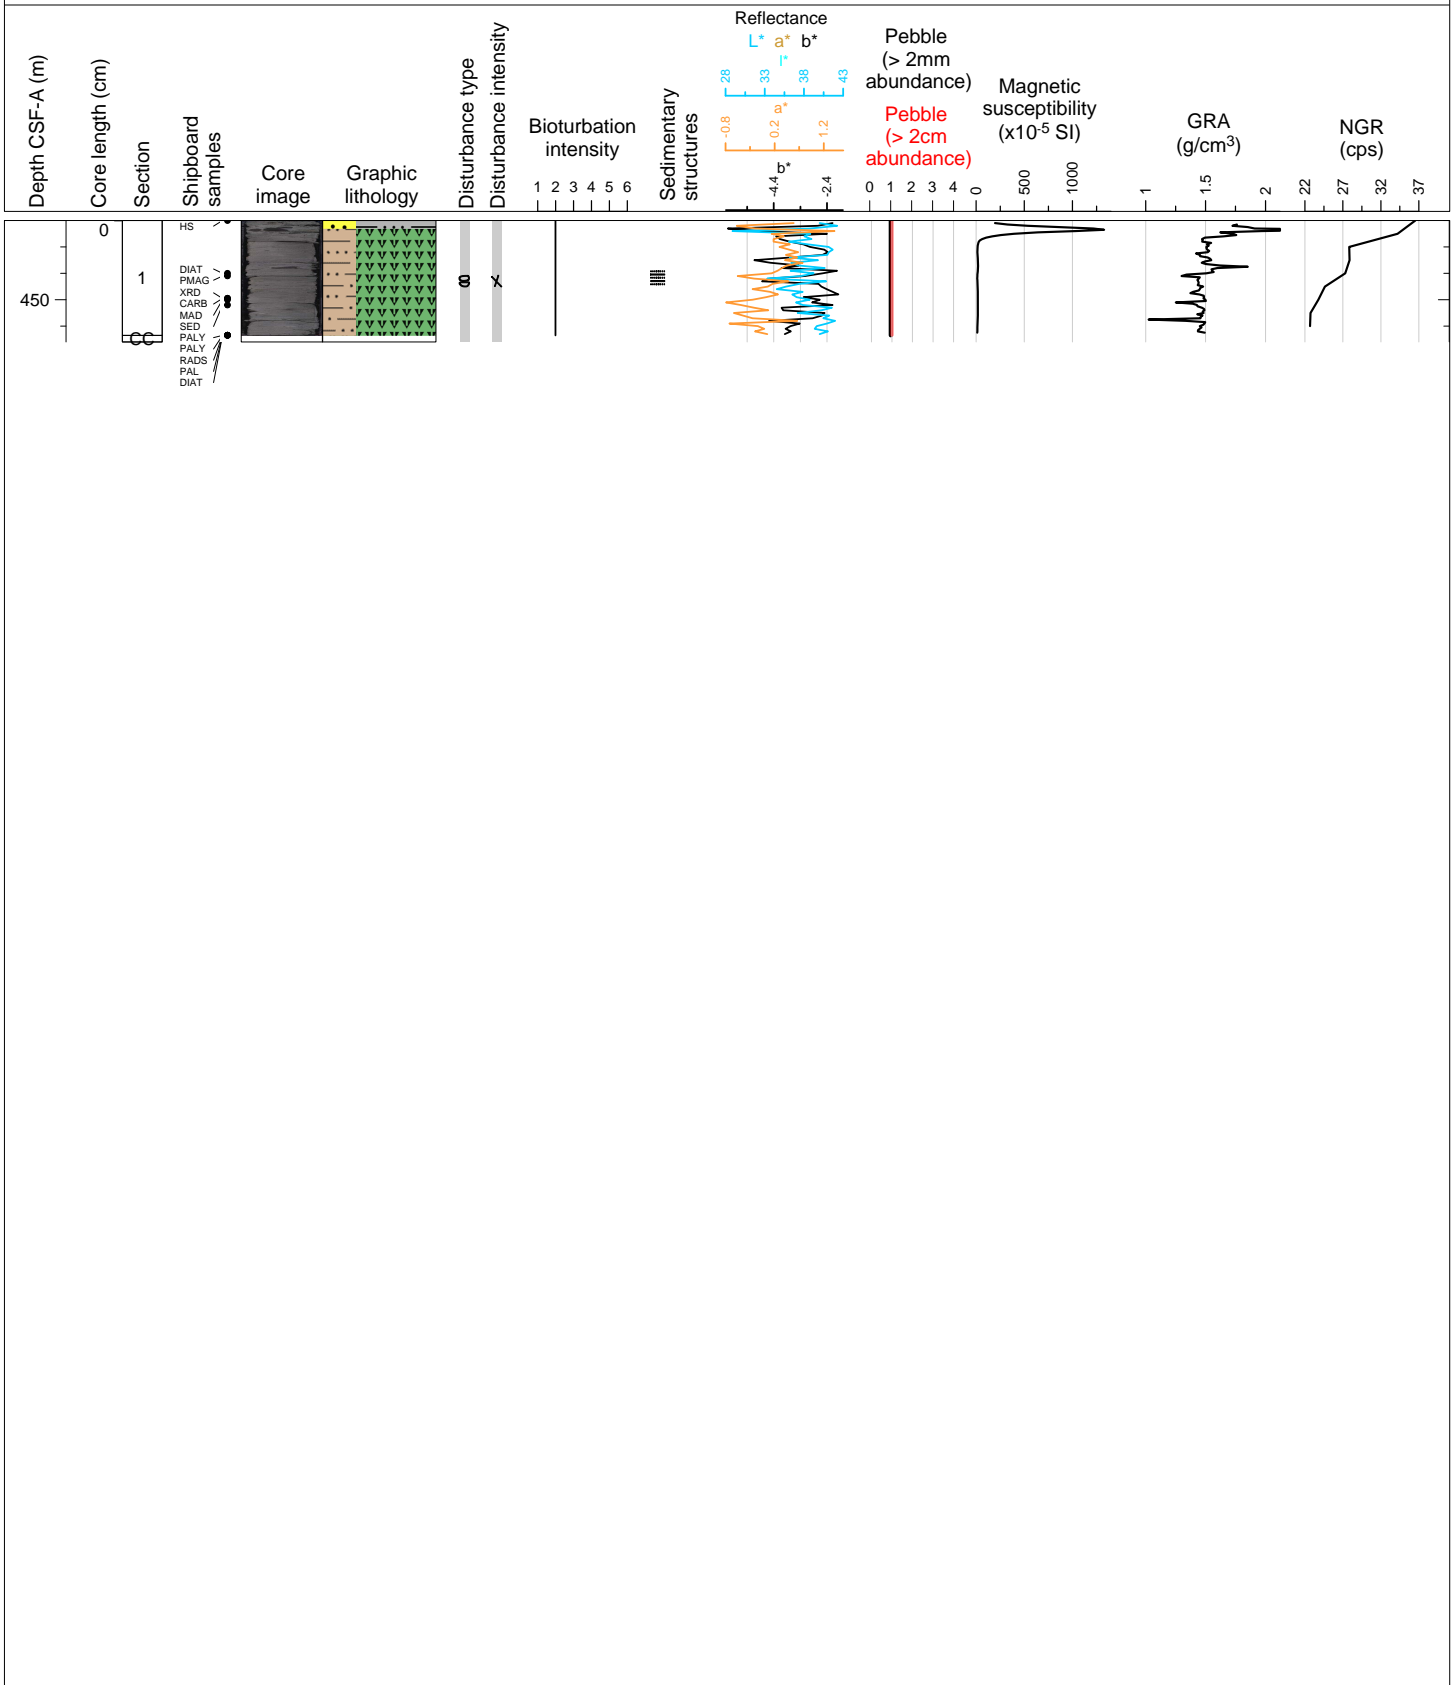 Depth CSF-A (m)
Core length (cm)
Section
Shipboard
samples
Core
image
Graphic
lithology
Disturbance type
Disturbance intensity
Bioturbation
intensity
1 2 3 4 5 6
Sedimentary
structures
Reflectance
L* a* b*
l*
28 33 38 43
a*
-0.8 0.2 1.2
b*
-4.4 -2.4
Pebble
(> 2mm
abundance)
Pebble
(> 2cm
abundance)
0 1 2 3 4
Magnetic
susceptibility
(x10-5 SI)
0 500 1000
GRA
(g/cm3)
1 1.5 2
NGR
(cps)
22 27 32 37
0
450
1
CC
HS
DIAT
PMAG
XRD
CARB
MAD
SED
PALY
PALY
RADS
PAL
DIAT